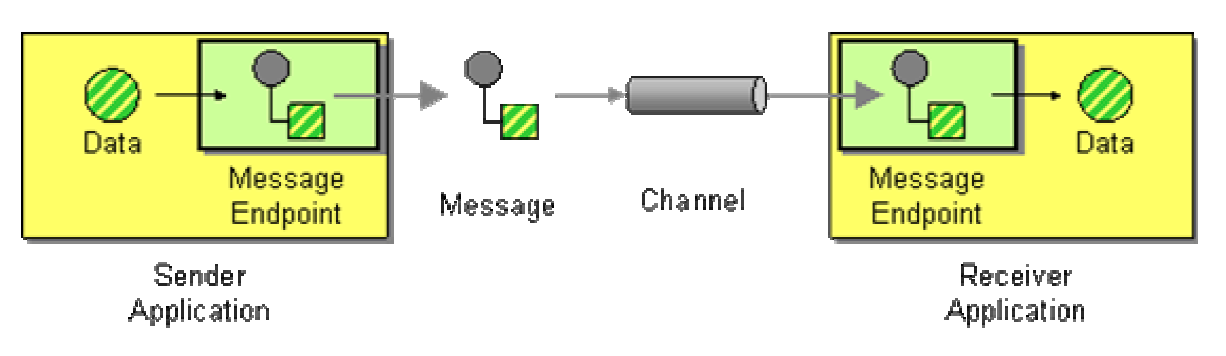 Data
Message
Endpoint
Sender
Application
Message
Channel
Message
Endpoint
Data
Receiver
Application